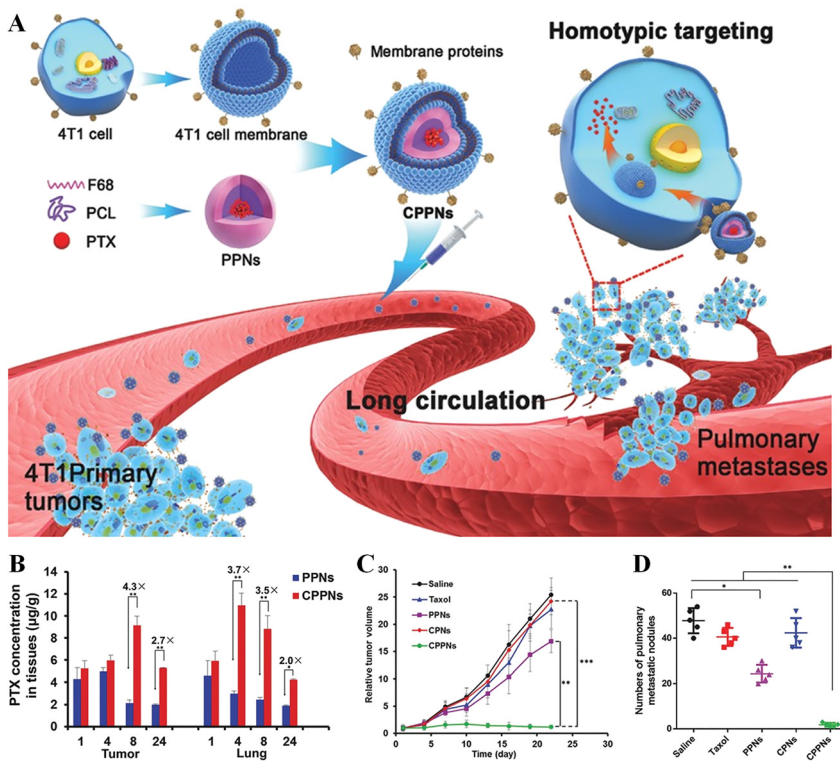 A
Homotypic targeting
Membrane proteins
4T1 cell
4T1 cell membrane
F68
PCL
PTX
PPNs
CPPNs
Long circulation
4T1Primary
tumors
Pulmonary
metastases
B
PTX concentration
in tissues (μg/g)
16
14
12
10
8
6
4
2
0
PPNs
CPPNs
4.3×
**
2.7×
**
3.7×
**
3.5×
**
2.0×
*
1 4 8 24 1 4 8 24
Tumor Lung
C
Relative tumor volume
30
25
20
15
10
5
0
Saline
Taxol
PPNs
CPNs
CPPNs
**
***
0 5 10 15 20 25 30
Time (day)
D
Numbers of pulmonary
metastatic nodules
60
40
20
0
**
*
Saline Taxol PPNs CPNs CPPNs